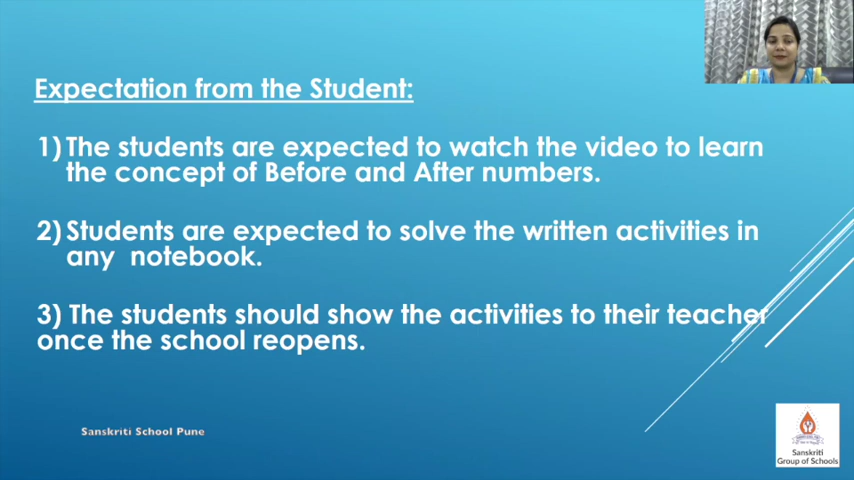 Expectation from the Student:
1) The students are expected to watch the video to learn
the concept of Before and After numbers.
2) Students are expected to solve the written activities in
any notebook.
3) The students should show the activities to their teacher
once the school reopens.
Sanskriti School Pune
Sanskriti
Group of Schools